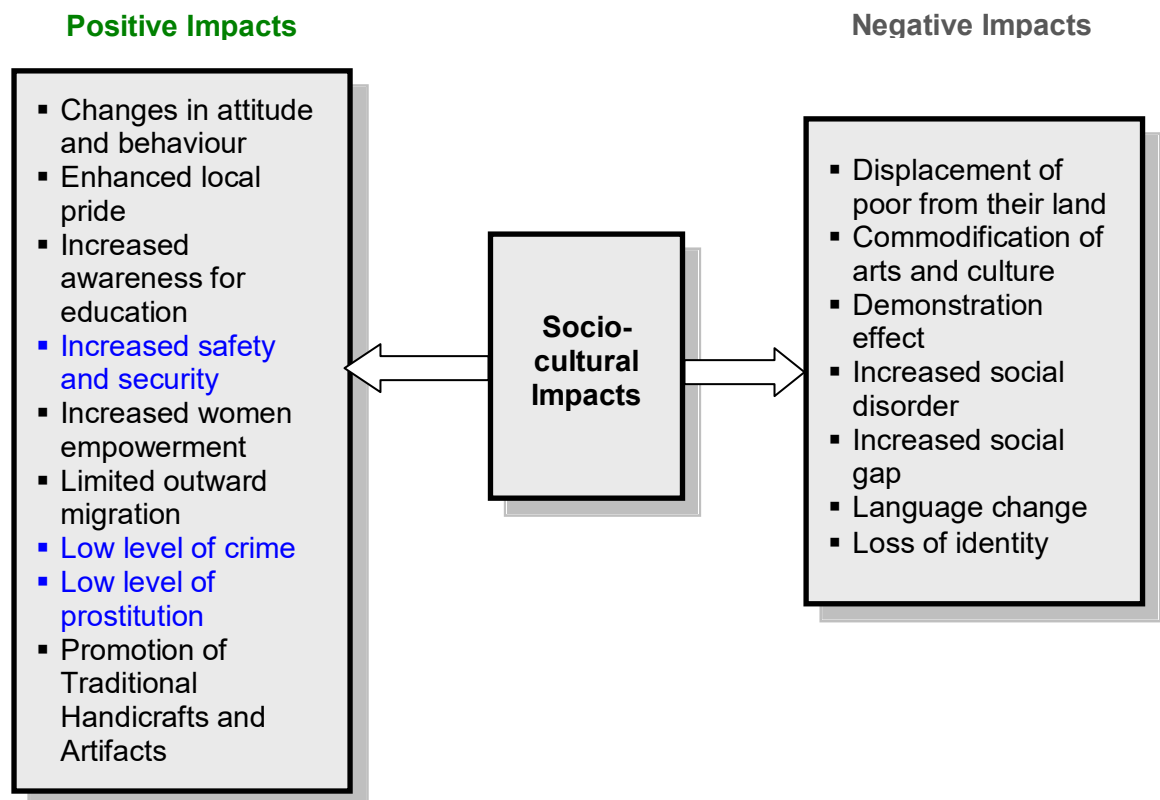 Positive Impacts
▪ Changes in attitude
and behaviour
▪ Enhanced local
pride
▪ Increased
awareness for
education
▪ Increased safety
and security
▪ Increased women
empowerment
▪ Limited outward
migration
▪ Low level of crime
▪ Low level of
prostitution
▪ Promotion of
Traditional
Handicrafts and
Artifacts
Socio-
cultural
Impacts
Negative Impacts
▪ Displacement of
poor from their land
▪ Commodification of
arts and culture
▪ Demonstration
effect
▪ Increased social
disorder
▪ Increased social
gap
▪ Language change
▪ Loss of identity